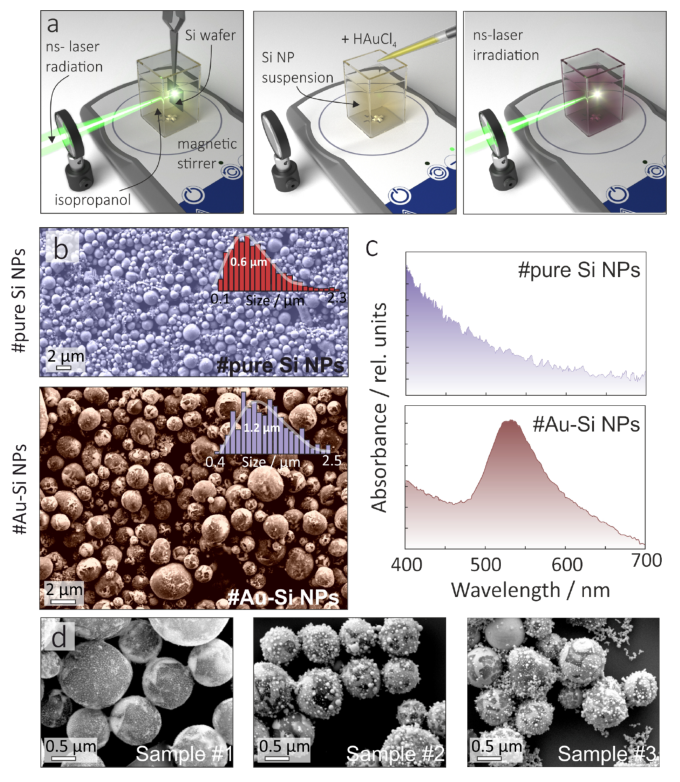 a
ns- laser
radiation
Si wafer
magnetic
stirrer
isopropanol
+ HAuCl₄
Si NP
suspension
ns-laser
irradiation
b
#pure Si NPs
0.6 µm
0.1
Size / µm
2.3
2 µm
#pure Si NPs
#Au-Si NPs
1.2 µm
0.4
Size / µm
2.5
2 µm
#Au-Si NPs
c
Absorbance / rel. units
#pure Si NPs
#Au-Si NPs
400
500
600
700
Wavelength / nm
d
0.5 µm
Sample #1
0.5 µm
Sample #2
0.5 µm
Sample #3